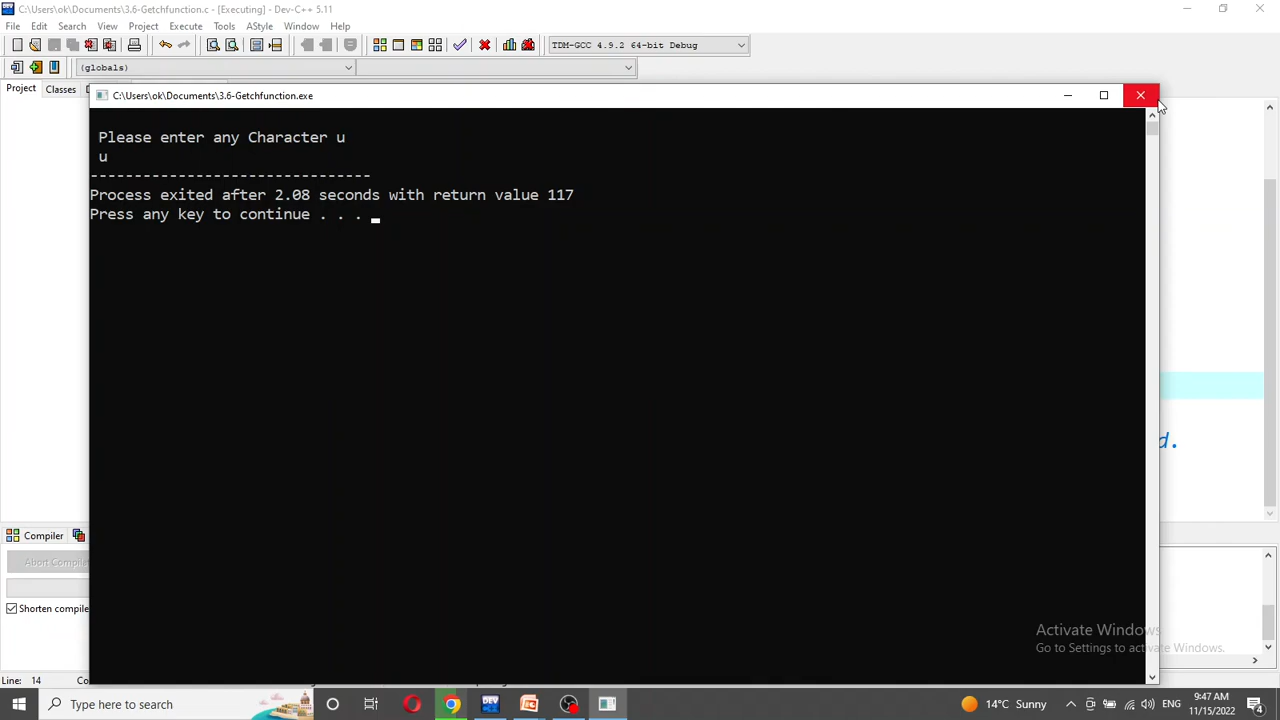 C:\Users\ok\Documents\3.6-Getchfunction.c - [Executing] - Dev-C++ 5.11
File Edit Search View Project Execute Tools AStyle Window Help
TDM-GCC 4.9.2 64-bit Debug
(globals)
Project Classes
C:\Users\ok\Documents\3.6-Getchfunction.exe
Please enter any Character u
u
------------------------------
Process exited after 2.08 seconds with return value 117
Press any key to continue . . .
d.
Compiler
Abort Compil
Shorten compile
Activate Windows
Go to Settings to activate Windows.
Line: 14
Type here to search
14°C Sunny
ENG
9:47 AM
11/15/2022
4